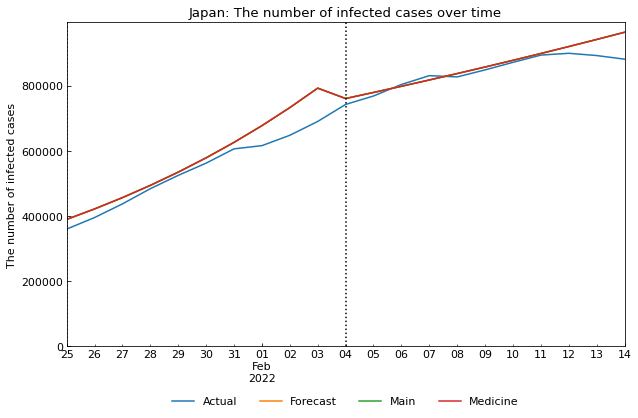 Japan: The number of infected cases over time
The number of infected cases
800000
600000
400000
200000
0
25 26 27 28 29 30 31 01 02 03 04 05 06 07 08 09 10 11 12 13 14
Feb
2022
Actual Forecast Main Medicine